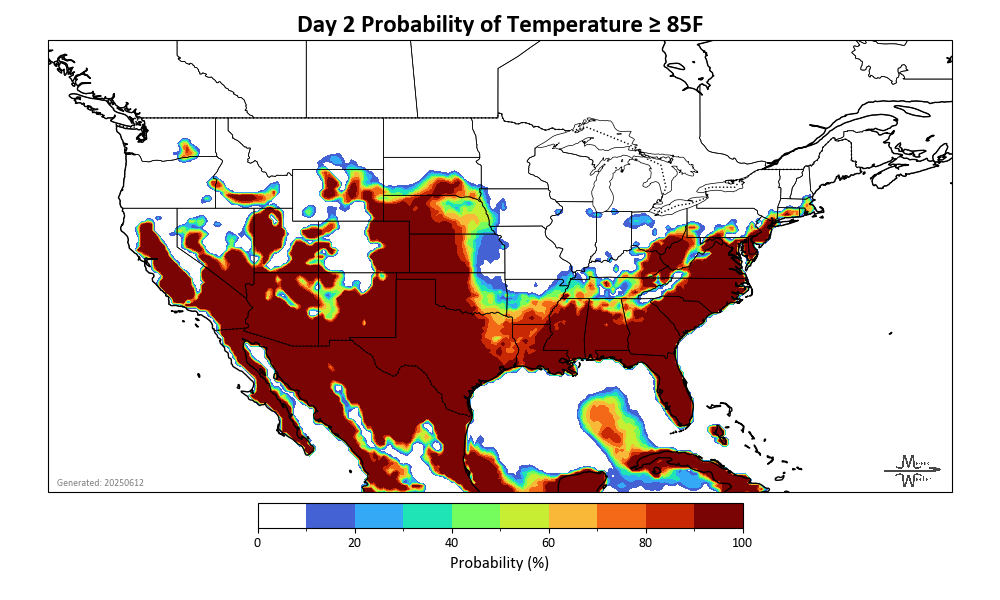 Day 2 Probability of Temperature ≥ 85F
Generated: 20250612
0 20 40 60 80 100
Probability (%)